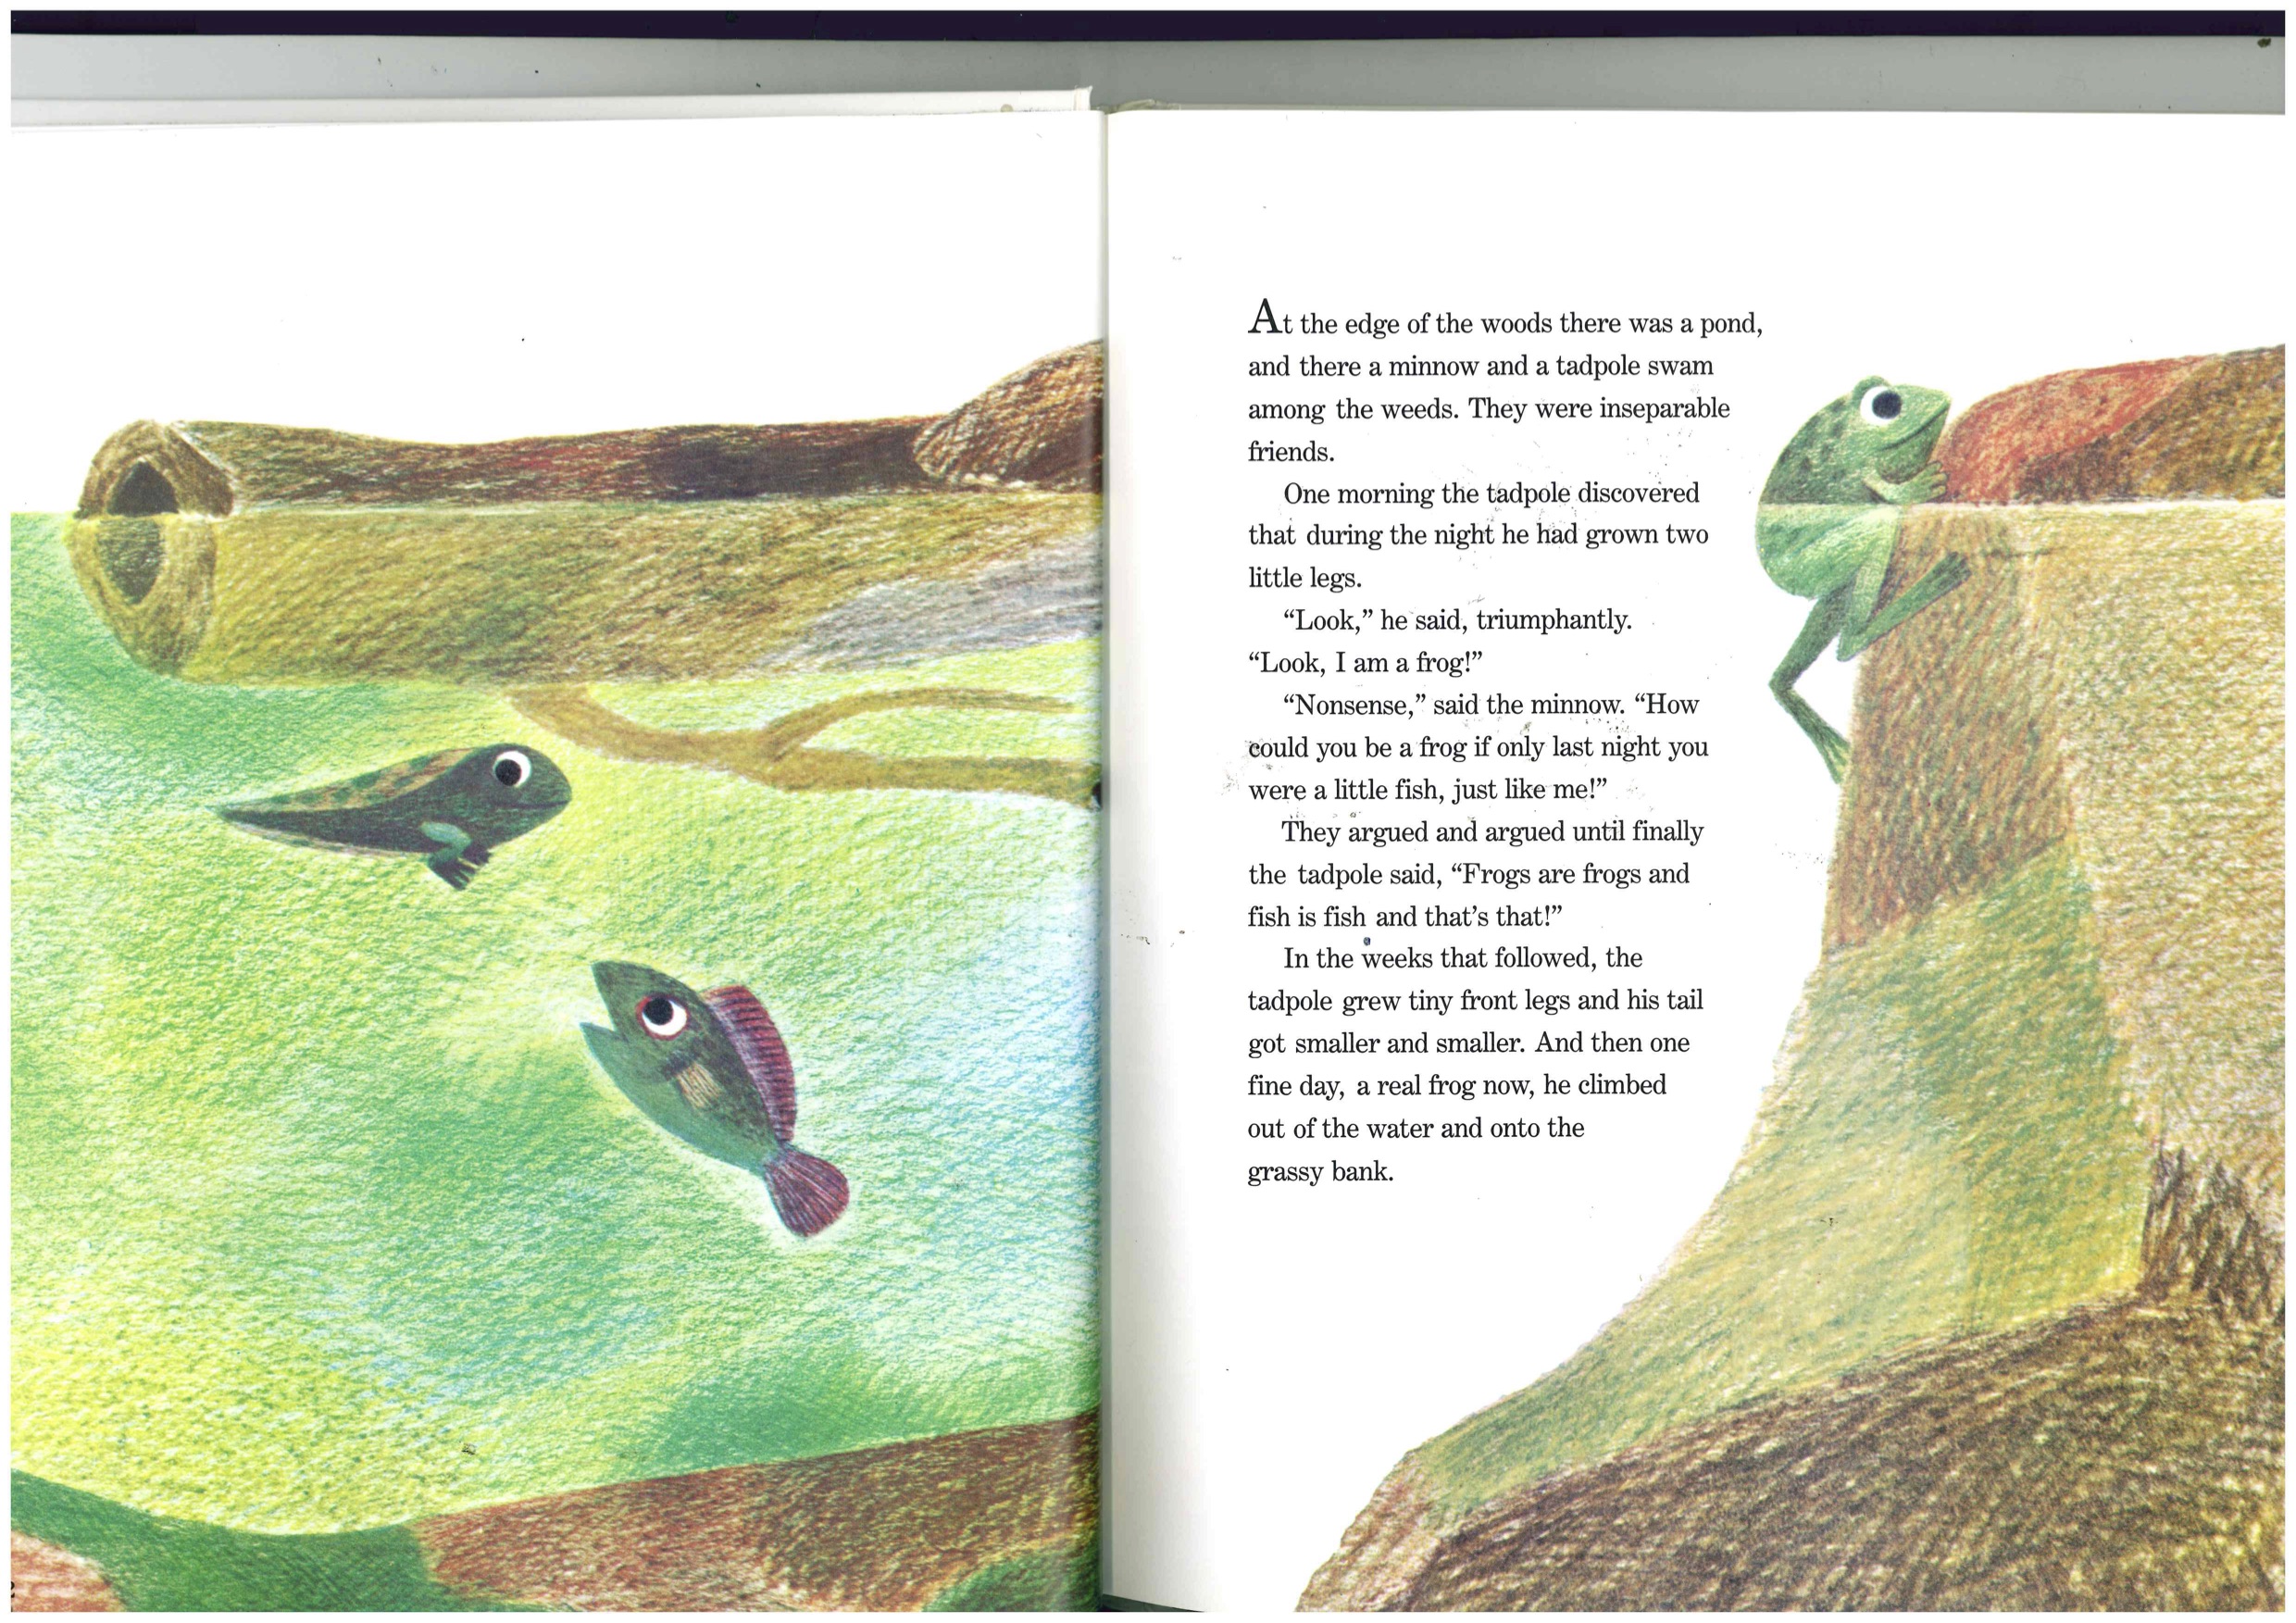 At the edge of the woods there was a pond,
and there a minnow and a tadpole swam
among the weeds. They were inseparable
friends.
One morning the tadpole discovered
that during the night he had grown two
little legs.
“Look,” he said, triumphantly.
“Look, I am a frog!”
“Nonsense,” said the minnow. “How
could you be a frog if only last night you
were a little fish, just like me!”
They argued and argued until finally
the tadpole said, “Frogs are frogs and
fish is fish and that’s that!”
In the weeks that followed, the
tadpole grew tiny front legs and his tail
got smaller and smaller. And then one
fine day, a real frog now, he climbed
out of the water and onto the
grassy bank.